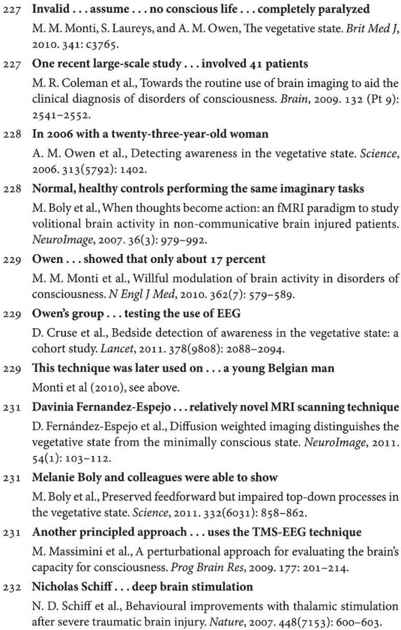 227 Invalid . . . assume . . . no conscious life . . . completely paralyzed
M. M. Monti, S. Laureys, and A. M. Owen, The vegetative state. Brit Med J,
2010. 341: c3765.
227 One recent large-scale study . . . involved 41 patients
M. R. Coleman et al., Towards the routine use of brain imaging to aid the
clinical diagnosis of disorders of consciousness. Brain, 2009. 132 (Pt 9):
2541–2552.
228 In 2006 with a twenty-three-year-old woman
A. M. Owen et al., Detecting awareness in the vegetative state. Science,
2006. 313(5792): 1402.
228 Normal, healthy controls performing the same imaginary tasks
M. Boly et al., When thoughts become action: an fMRI paradigm to study
volitional brain activity in non-communicative brain injured patients.
NeuroImage, 2007. 36(3): 979–992.
229 Owen . . . showed that only about 17 percent
M. M. Monti et al., Willful modulation of brain activity in disorders of
consciousness. N Engl J Med, 2010. 362(7): 579–589.
229 Owen's group . . . testing the use of EEG
D. Cruse et al., Bedside detection of awareness in the vegetative state: a
cohort study. Lancet, 2011. 378(9808): 2088–2094.
229 This technique was later used on . . . a young Belgian man
Monti et al (2010), see above.
231 Davinia Fernandez-Espejo . . . relatively novel MRI scanning technique
D. Fernández-Espejo et al., Diffusion weighted imaging distinguishes the
vegetative state from the minimally conscious state. NeuroImage, 2011.
54(1): 103–112.
231 Melanie Boly and colleagues were able to show
M. Boly et al., Preserved feedforward but impaired top-down processes in
the vegetative state. Science, 2011. 332(6031): 858–862.
231 Another principled approach . . . uses the TMS-EEG technique
M. Massimini et al., A perturbational approach for evaluating the brain's
capacity for consciousness. Prog Brain Res, 2009. 177: 201–214.
232 Nicholas Schiff . . . deep brain stimulation
N. D. Schiff et al., Behavioural improvements with thalamic stimulation
after severe traumatic brain injury. Nature, 2007. 448(7153): 600–603.